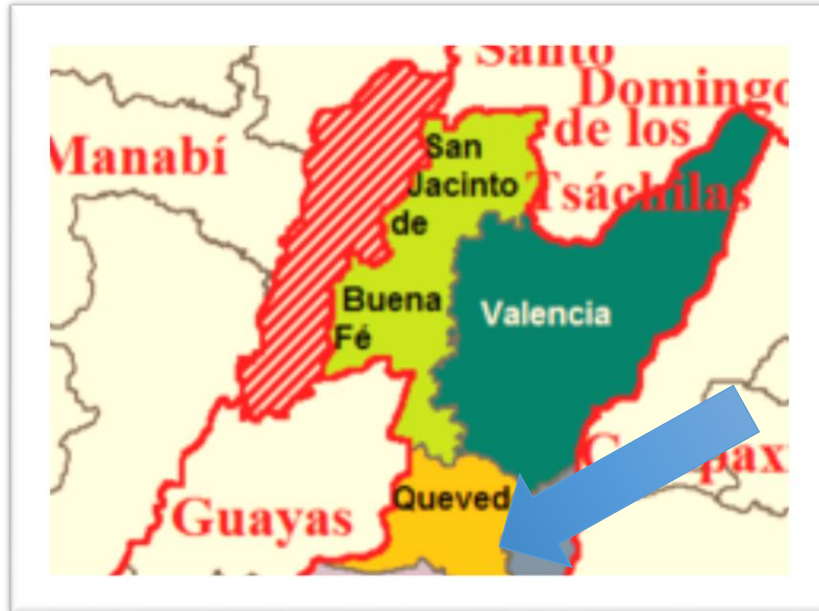 Santo
Domingo
de los
Tsáchilas
Manabí
San
Jacinto
de
Buena
Fé
Valencia
Queved
Guayas